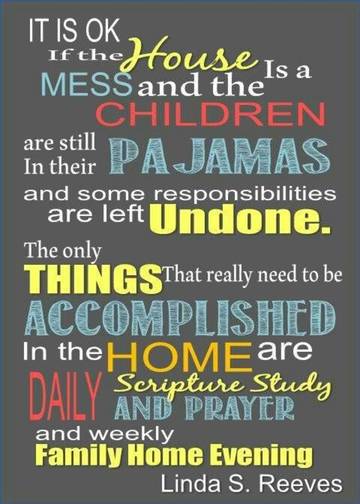 IT IS OK
If the House Is a
MESS and the
CHILDREN
are still
In their PAJAMAS
and some responsibilities
are left Undone.
The only
THINGS That really need to be
ACCOMPLISHED
In the HOME are
DAILY Scripture Study
AND PRAYER
and weekly
Family Home Evening
Linda S. Reeves